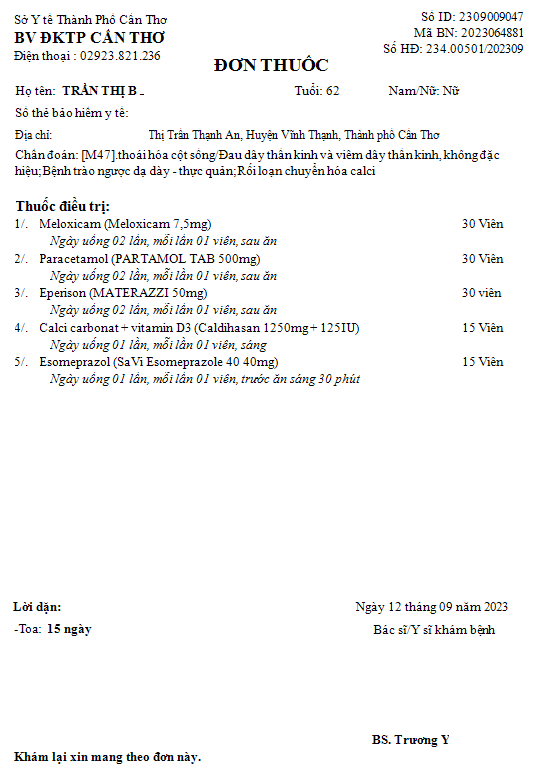 Sở Y tế Thành Phố Cần Thơ
BV ĐKTP CẦN THƠ
Điện thoại : 02923.821.236
Số ID: 2309009047
Mã BN: 2023064881
Số HĐ: 234.00501/202309
ĐƠN THUỐC
Họ tên: TRẦN THỊ B
Tuổi: 62 Nam/Nữ: Nữ
Số thẻ bảo hiểm y tế:
Địa chỉ: Thị Trấn Thạnh An, Huyện Vĩnh Thạnh, Thành phố Cần Thơ
Chẩn đoán: [M47].thoái hóa cột sống/Đau dây thần kinh và viêm dây thần kinh, không đặc
hiệu;Bệnh trào ngược dạ dày - thực quản;Rối loạn chuyển hóa calci
Thuốc điều trị:
1/. Meloxicam (Meloxicam 7,5mg) 30 Viên
Ngày uống 02 lần, mỗi lần 01 viên, sau ăn
2/. Paracetamol (PARTAMOL TAB 500mg) 30 Viên
Ngày uống 02 lần, mỗi lần 01 viên, sau ăn
3/. Eperison (MATERAZZI 50mg) 30 viên
Ngày uống 02 lần, mỗi lần 01 viên, sau ăn
4/. Calci carbonat + vitamin D3 (Caldihasan 1250mg + 125IU) 15 Viên
Ngày uống 01 lần, mỗi lần 01 viên, sáng
5/. Esomeprazol (SaVi Esomeprazole 40 40mg) 15 Viên
Ngày uống 01 lần, mỗi lần 01 viên, trước ăn sáng 30 phút
Lời dặn:
-Toa: 15 ngày
Ngày 12 tháng 09 năm 2023
Bác sĩ/Y sĩ khám bệnh
BS. Trương Y
Khám lại xin mang theo đơn này.